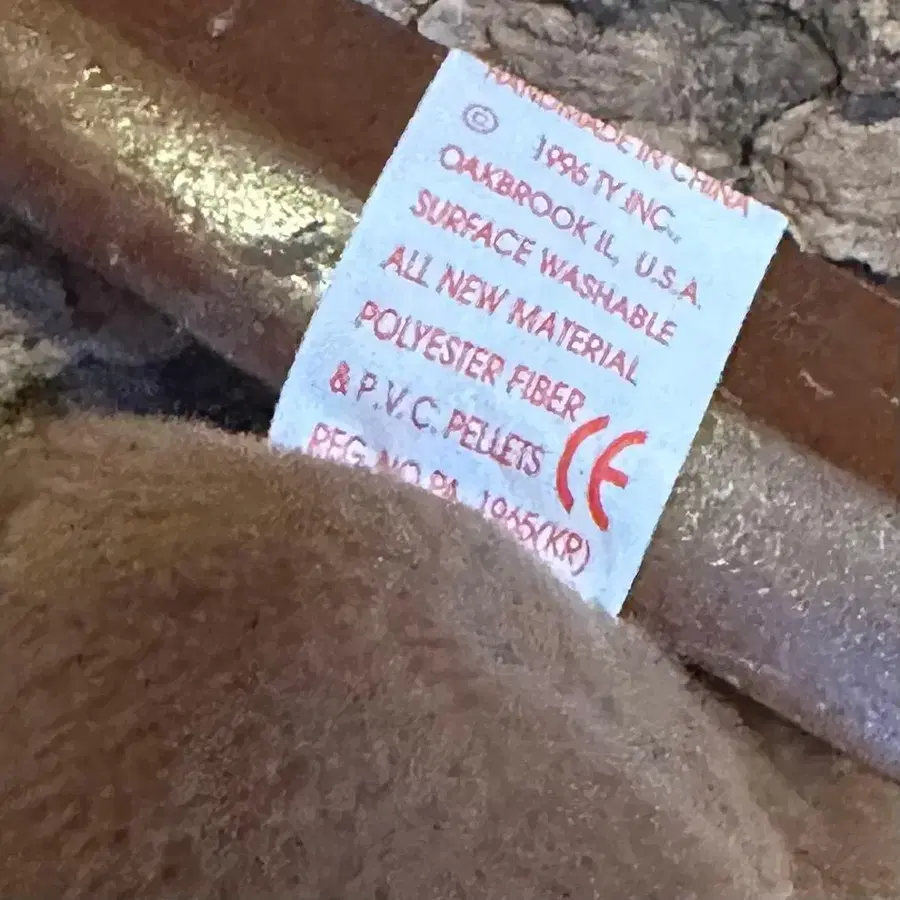 HANDMADE IN CHINA
© 1996 TY INC.,
OAKBROOK IL, U.S.A.
SURFACE WASHABLE
ALL NEW MATERIAL
POLYESTER FIBER
& P.V.C. PELLETS CE
REG. NO PA. 1965(KR)